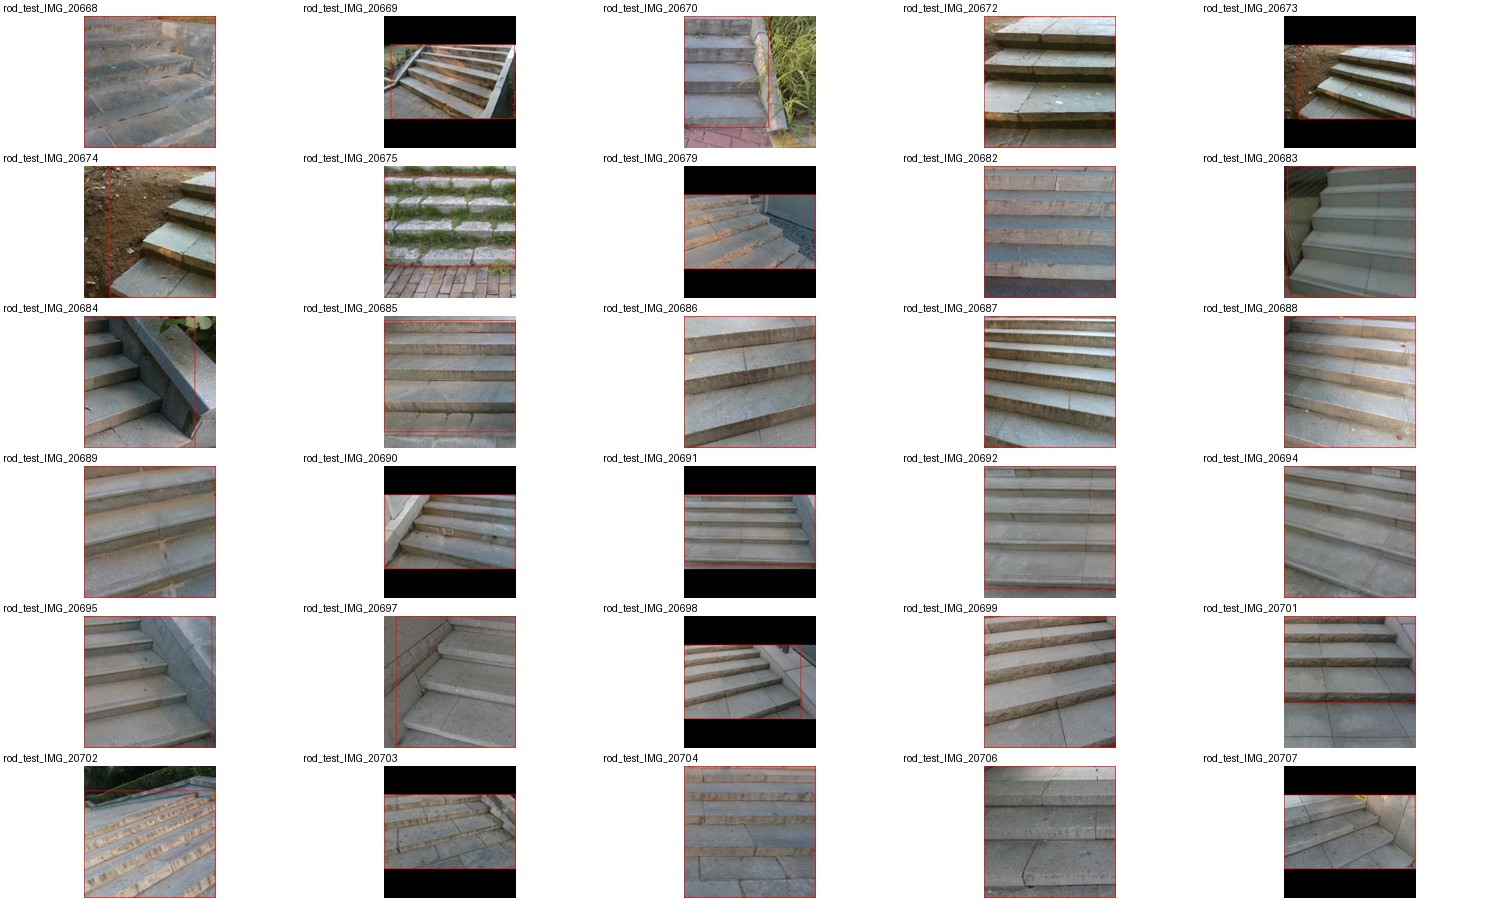 rod_test_IMG_20668
rod_test_IMG_20669
rod_test_IMG_20670
rod_test_IMG_20672
rod_test_IMG_20673
rod_test_IMG_20674
rod_test_IMG_20675
rod_test_IMG_20679
rod_test_IMG_20682
rod_test_IMG_20683
rod_test_IMG_20684
rod_test_IMG_20685
rod_test_IMG_20686
rod_test_IMG_20687
rod_test_IMG_20688
rod_test_IMG_20689
rod_test_IMG_20690
rod_test_IMG_20691
rod_test_IMG_20692
rod_test_IMG_20694
rod_test_IMG_20695
rod_test_IMG_20697
rod_test_IMG_20698
rod_test_IMG_20699
rod_test_IMG_20701
rod_test_IMG_20702
rod_test_IMG_20703
rod_test_IMG_20704
rod_test_IMG_20706
rod_test_IMG_20707